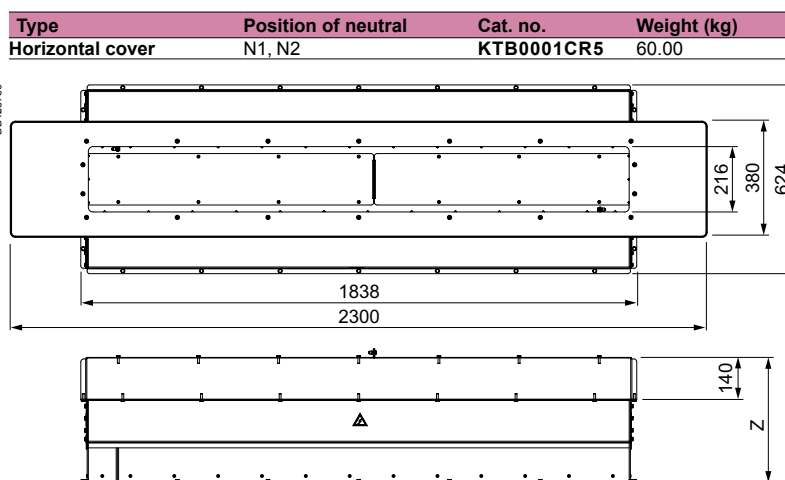 Type Position of neutral Cat. no. Weight (kg)
Horizontal cover N1, N2 KTB0001CR5 60.00
216
380
624
1838
2300
140
Z